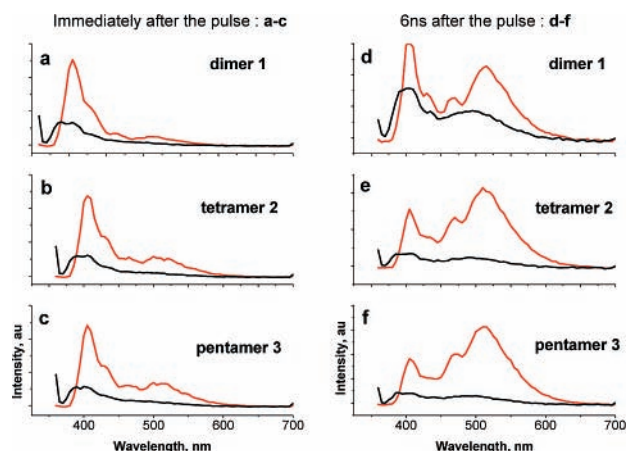 Immediately after the pulse : a-c
6ns after the pulse : d-f
a
dimer 1
b
tetramer 2
c
pentamer 3
Intensity, au
400
500
600
700
Wavelength, nm
d
dimer 1
e
tetramer 2
f
pentamer 3
Intensity, au
400
500
600
700
Wavelength, nm